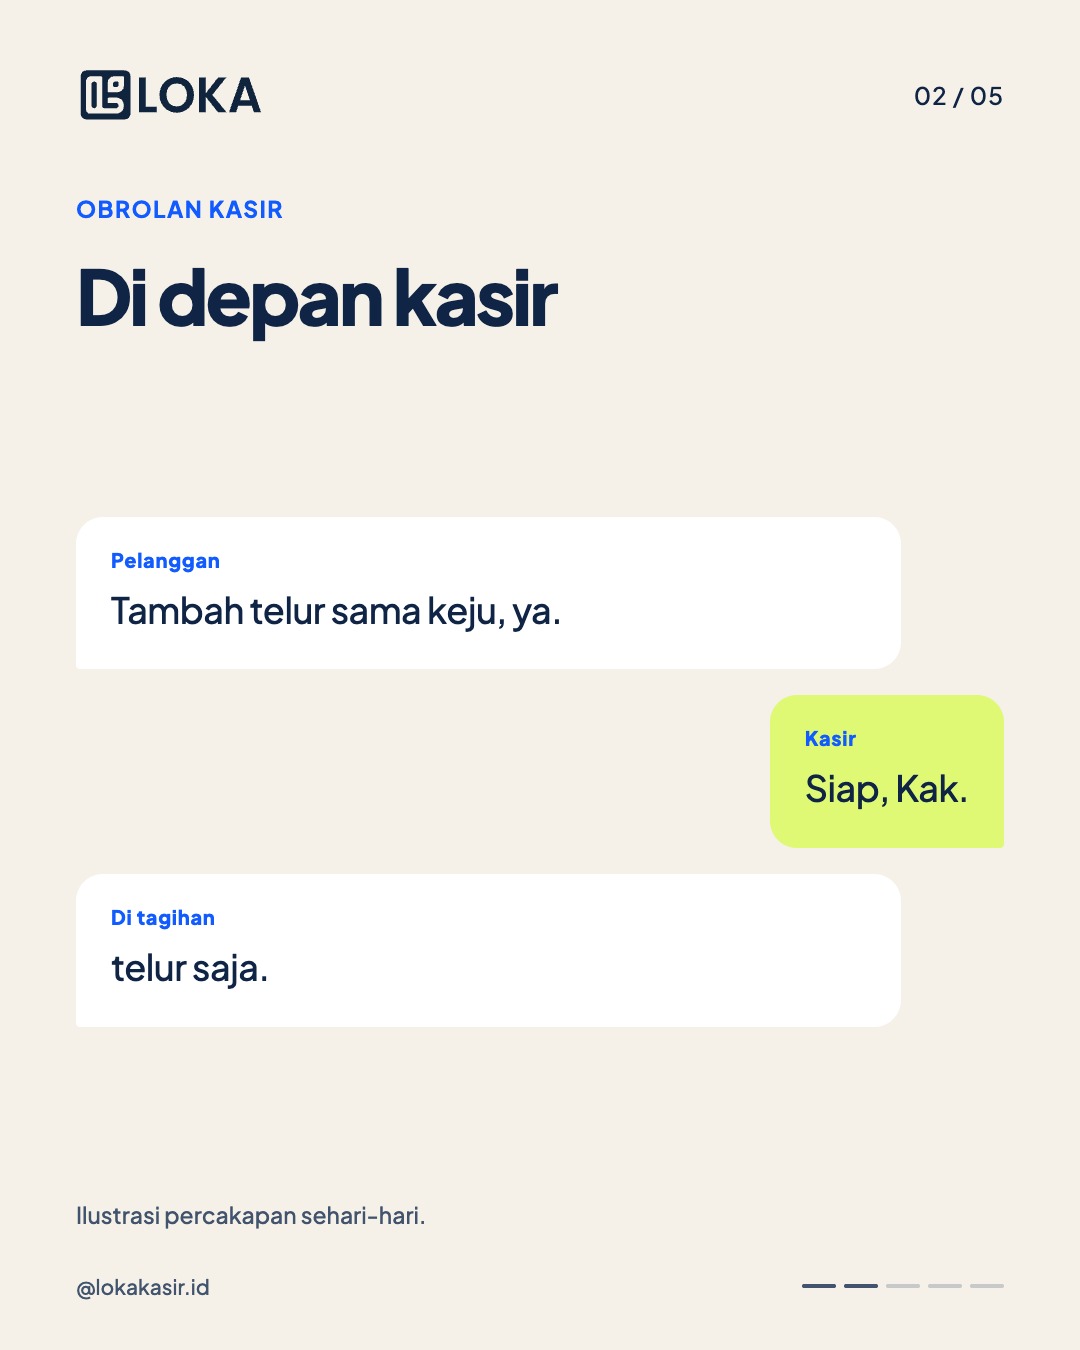 LOKA
02 / 05
OBROLAN KASIR
Di depan kasir
Pelanggan
Tambah telur sama keju, ya.
Kasir
Siap, Kak.
Di tagihan
telur saja.
Ilustrasi percakapan sehari-hari.
@lokakasir.id